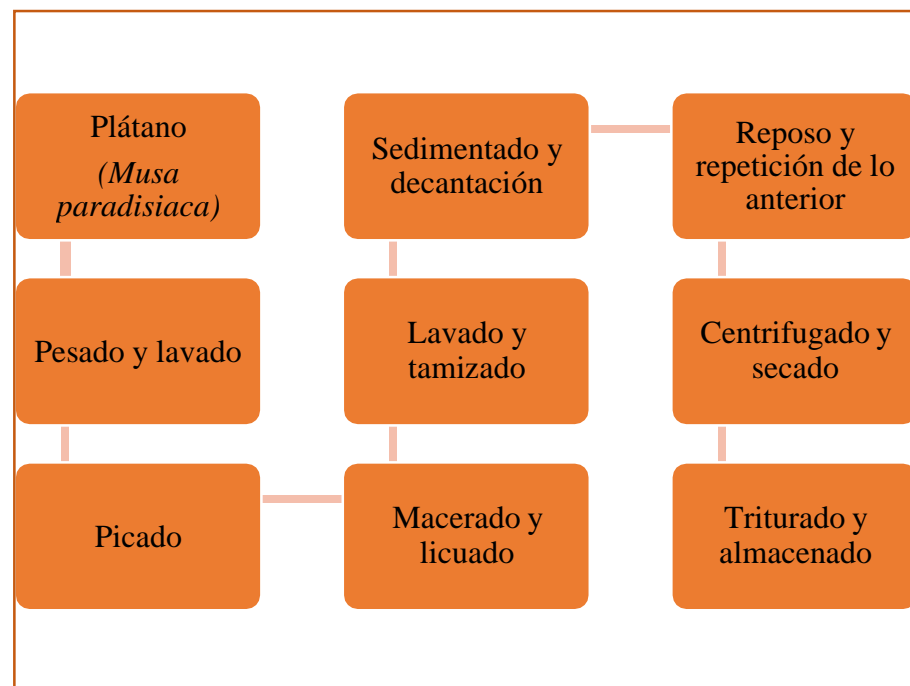 Plátano
(Musa
paradisiaca)
Pesado y lavado
Picado
Macerado y
licuado
Lavado y
tamizado
Sedimentado y
decantación
Reposo y
repetición de lo
anterior
Centrifugado y
secado
Triturado y
almacenado